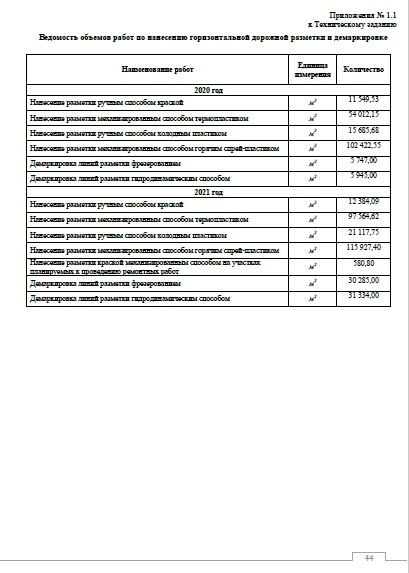 Приложения № 1.1
к Техническому заданию
Ведомость объемов работ по нанесению горизонтальной дорожной разметки и демаркировке
Наименование работ Единица измерения Количество
2020 год
Нанесение разметки ручным способом краской м² 11 549,53
Нанесение разметки механизированным способом термопластиком м² 54 012,15
Нанесение разметки ручным способом холодным пластиком м² 15 685,68
Нанесение разметки механизированным способом горячим спрей-пластиком м² 102 422,55
Демаркировка линий разметки фрезерованием м² 5 747,00
Демаркировка линий разметки гидродинамическим способом м² 5 945,00
2021 год
Нанесение разметки ручным способом краской м² 12 384,09
Нанесение разметки механизированным способом термопластиком м² 97 564,62
Нанесение разметки ручным способом холодным пластиком м² 21 117,75
Нанесение разметки механизированным способом горячим спрей-пластиком м² 115 927,40
Нанесение разметки краской механизированным способом на участках
планируемых к проведению ремонтных работ м² 580,80
Демаркировка линий разметки фрезерованием м² 30 285,00
Демаркировка линий разметки гидродинамическим способом м² 31 334,00
44